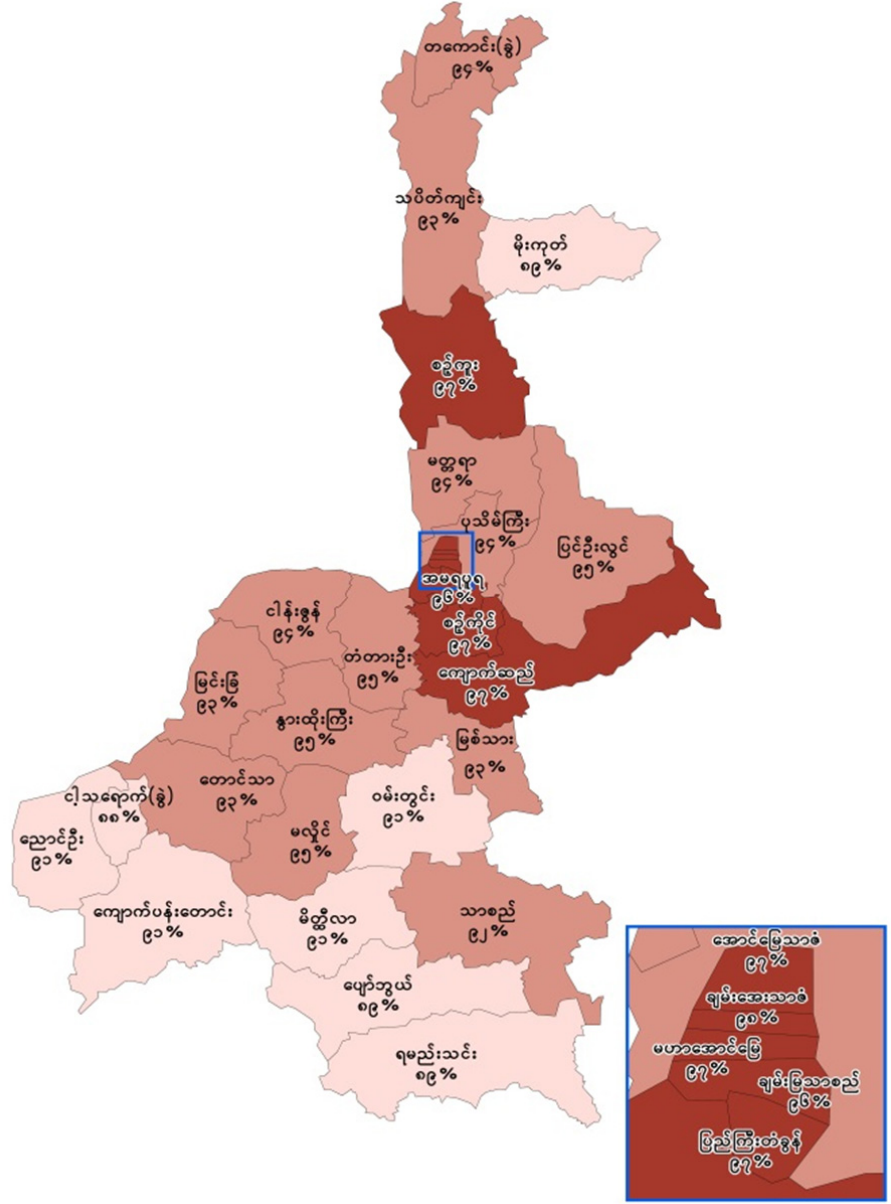 တကောင်း(ခွဲ)
၉၄%
သပိတ်ကျင်း
၉၃%
မိုးကုတ်
၈၉%
စဉ့်ကူး
၉၇%
မတ္တရာ
၉၄%
ပုသိမ်ကြီး
၉၄%
ပြင်ဦးလွင်
၉၅%
အမရပူရ
၉၆%
စဉ့်ကိုင်
၉၇%
ငါန်းဇွန်
၉၄%
တံတားဦး
၉၅%
ကျောက်ဆည်
၉၇%
မြင်းခြံ
၉၃%
နွားထိုးကြီး
၉၅%
မြစ်သား
၉၃%
တောင်သာ
၉၃%
ငါ့သရောက်(ခွဲ)
၈၈%
ဝမ်းတွင်း
၉၁%
ညောင်ဦး
၉၁%
မလှိုင်
၉၅%
ကျောက်ပန်းတောင်း
၉၁%
မိတ္ထီလာ
၉၁%
သာစည်
၉၂%
ပျော်ဘွယ်
၈၉%
ရမည်းသင်း
၈၉%
အောင်မြေသာဇံ
၉၇%
ချမ်းအေးသာဇံ
၉၈%
မဟာအောင်မြေ
၉၇%
ချမ်းမြသာစည်
၉၆%
ပြည်ကြီးတံခွန်
၉၇%